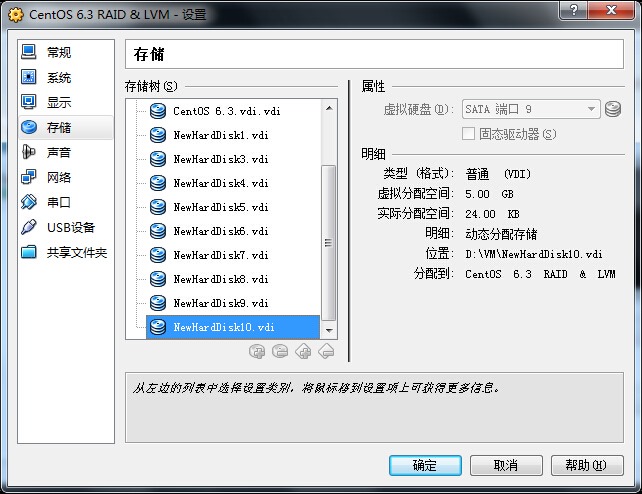 CentOS 6.3 RAID & LVM - 设置
常规
系统
显示
存储
声音
网络
串口
USB设备
共享文件夹
存储
存储树(S)
CentOS 6.3.vdi.vdi
NewHardDisk1.vdi
NewHardDisk3.vdi
NewHardDisk4.vdi
NewHardDisk5.vdi
NewHardDisk6.vdi
NewHardDisk7.vdi
NewHardDisk8.vdi
NewHardDisk9.vdi
NewHardDisk10.vdi
属性
虚拟硬盘(D): SATA 端口 9
固态驱动器(S)
明细
类型 (格式): 普通 (VDI)
虚拟分配空间: 5.00 GB
实际分配空间: 24.00 KB
明细: 动态分配存储
位置: D:\VM\NewHardDisk10.vdi
分配到: CentOS 6.3 RAID & LVM
从左边的列表中选择设置类别，将鼠标移到设置项上可获得更多信息。
确定
取消
帮助(H)